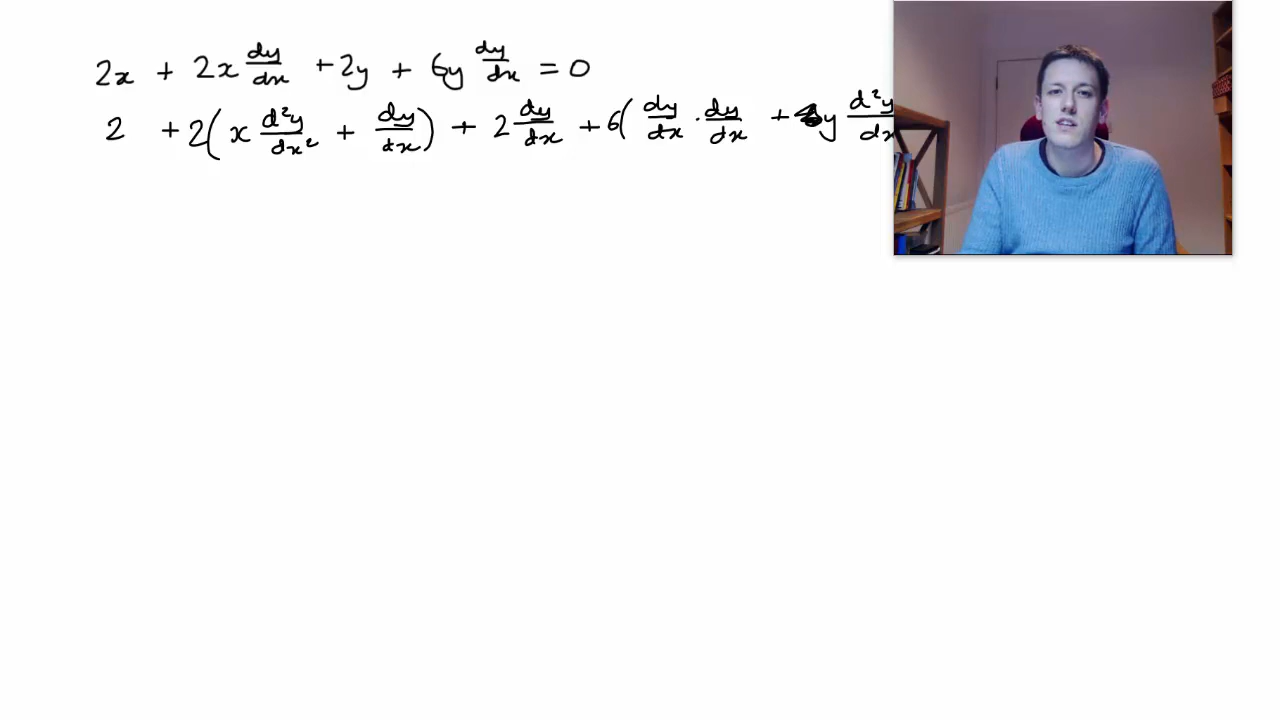 2x + 2x dy/dx + 2y + 6y dy/dx = 0
2 + 2(x d²y/dx² + dy/dx) + 2 dy/dx + 6(dy/dx · dy/dx + y d²y/dx